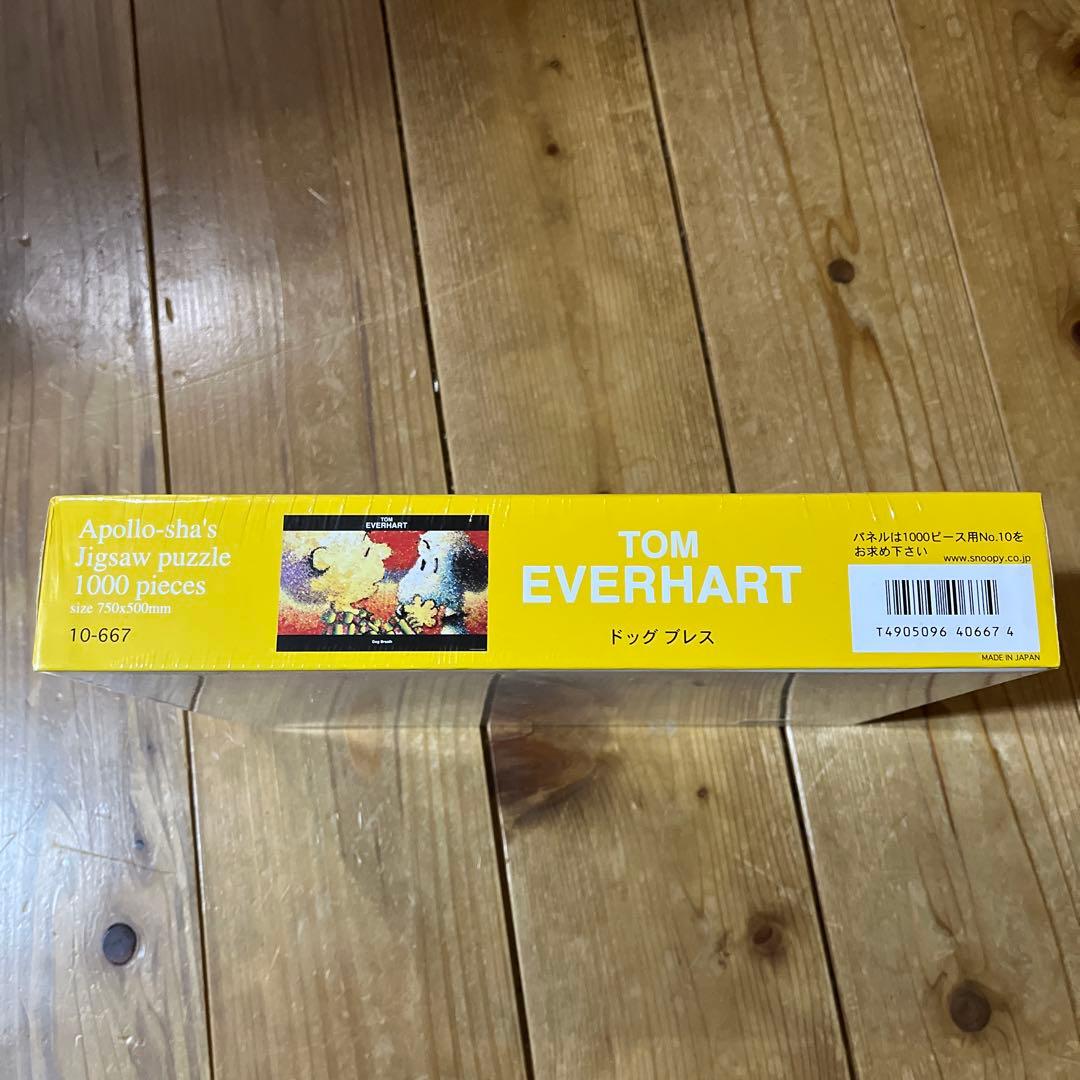 Apollo-sha's
Jigsaw puzzle
1000 pieces
size 750x500mm
10-667
TOM
EVERHART
Dog Breath
TOM
EVERHART
ドッグ ブレス
パネルは1000ピース用No.10を
お求め下さい
www.snoopy.co.jp
T4905096 40667 4
MADE IN JAPAN